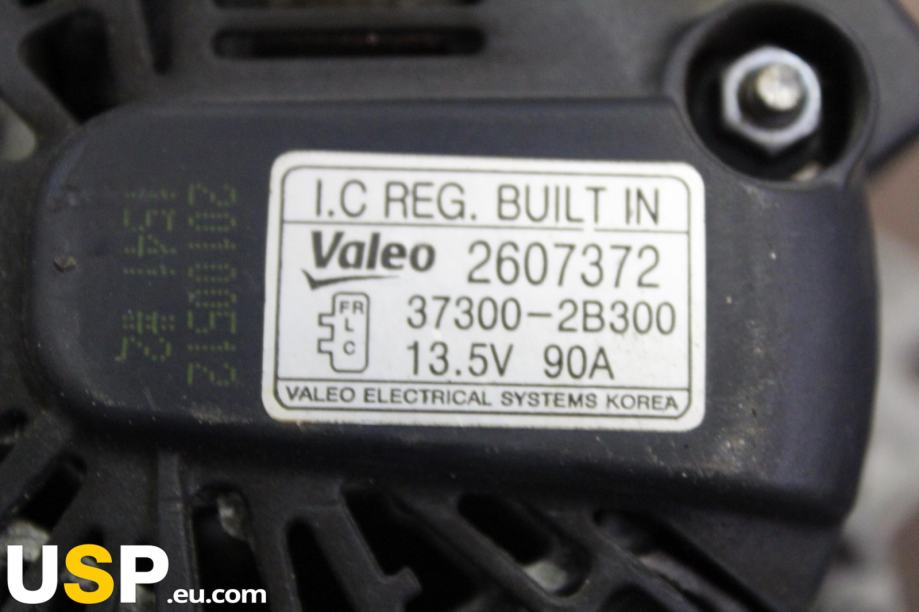 I.C REG. BUILT IN
Valeo 2607372
FR
L
C
37300-2B300
13.5V 90A
VALEO ELECTRICAL SYSTEMS KOREA
USP.eu.com